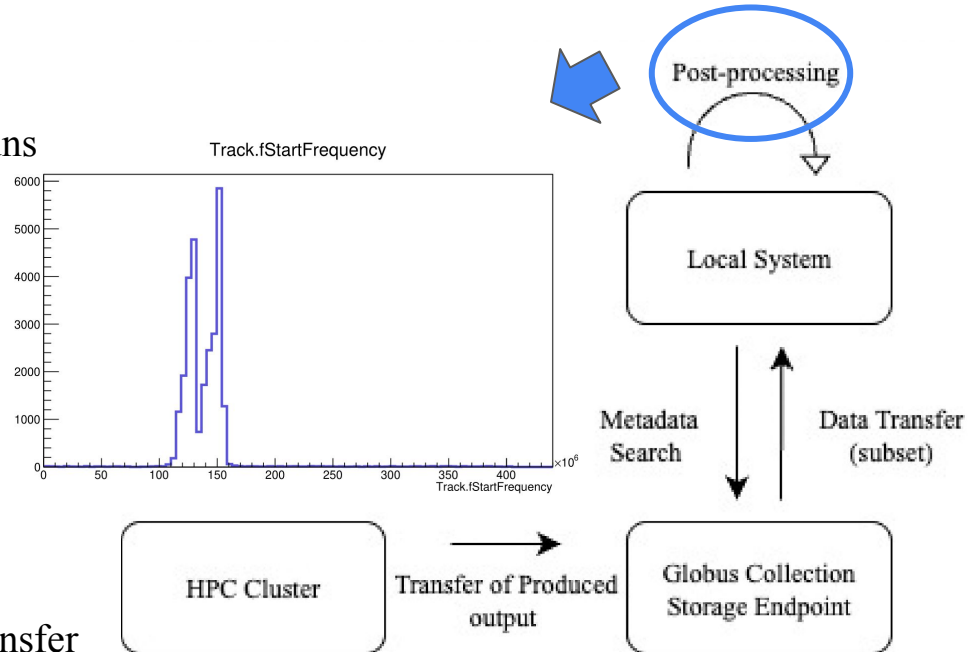 Post-processing
ns
Track.fStartFrequency
6000
5000
4000
3000
2000
1000
0
0 50 100 150 200 250 300 350 400 ×10⁶
Track.fStartFrequency
Local System
Metadata
Search
Data Transfer
(subset)
HPC Cluster
Transfer of Produced
output
Globus Collection
Storage Endpoint
nsfer